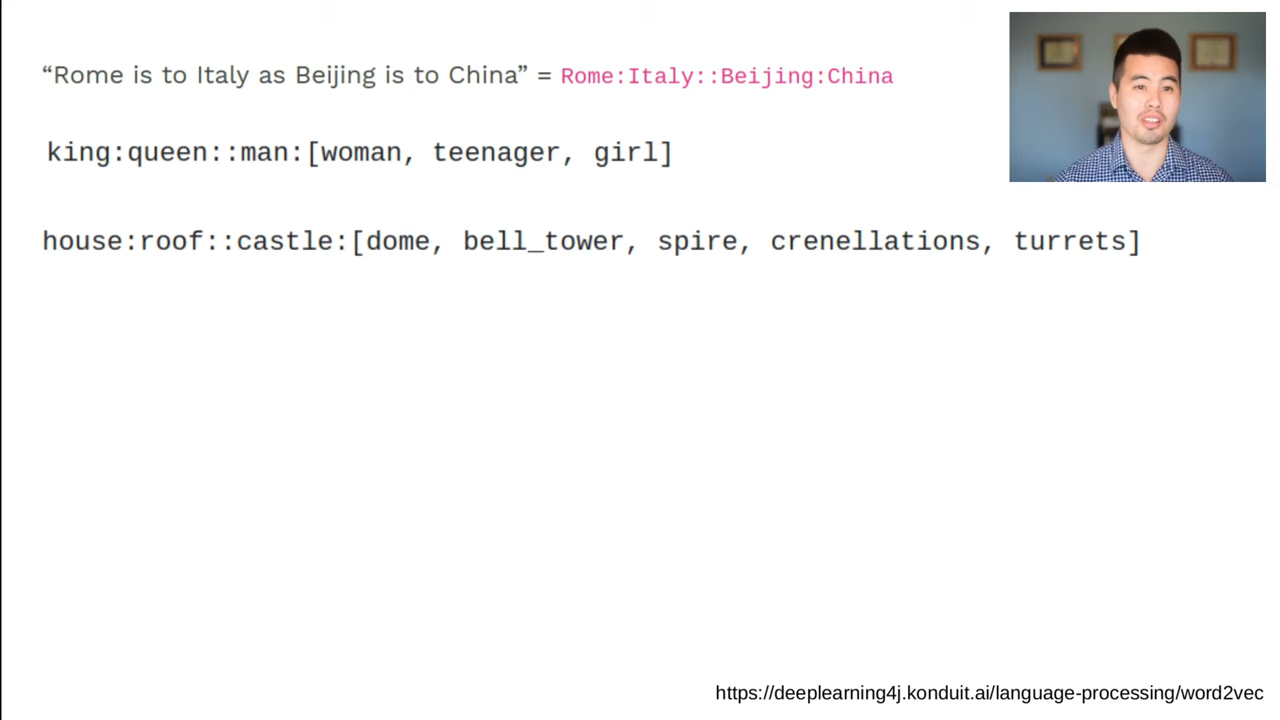 “Rome is to Italy as Beijing is to China” = Rome:Italy::Beijing:China
king:queen::man:[woman, teenager, girl]
house:roof::castle:[dome, bell_tower, spire, crenellations, turrets]
https://deeplearning4j.konduit.ai/language-processing/word2vec